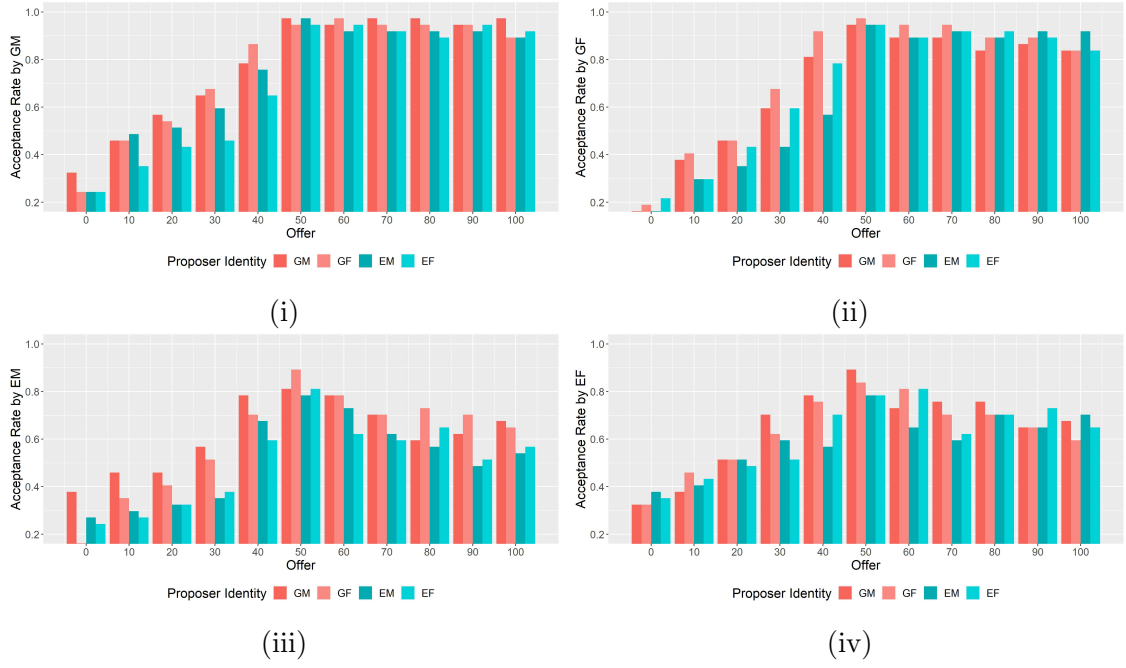 1.0
0.8
0.6
0.4
0.2
Acceptance Rate by GM
0 10 20 30 40 50 60 70 80 90 100
Offer
Proposer Identity GM GF EM EF
(i)
1.0
0.8
0.6
0.4
0.2
Acceptance Rate by GF
0 10 20 30 40 50 60 70 80 90 100
Offer
Proposer Identity GM GF EM EF
(ii)
1.0
0.8
0.6
0.4
0.2
Acceptance Rate by EM
0 10 20 30 40 50 60 70 80 90 100
Offer
Proposer Identity GM GF EM EF
(iii)
1.0
0.8
0.6
0.4
0.2
Acceptance Rate by EF
0 10 20 30 40 50 60 70 80 90 100
Offer
Proposer Identity GM GF EM EF
(iv)